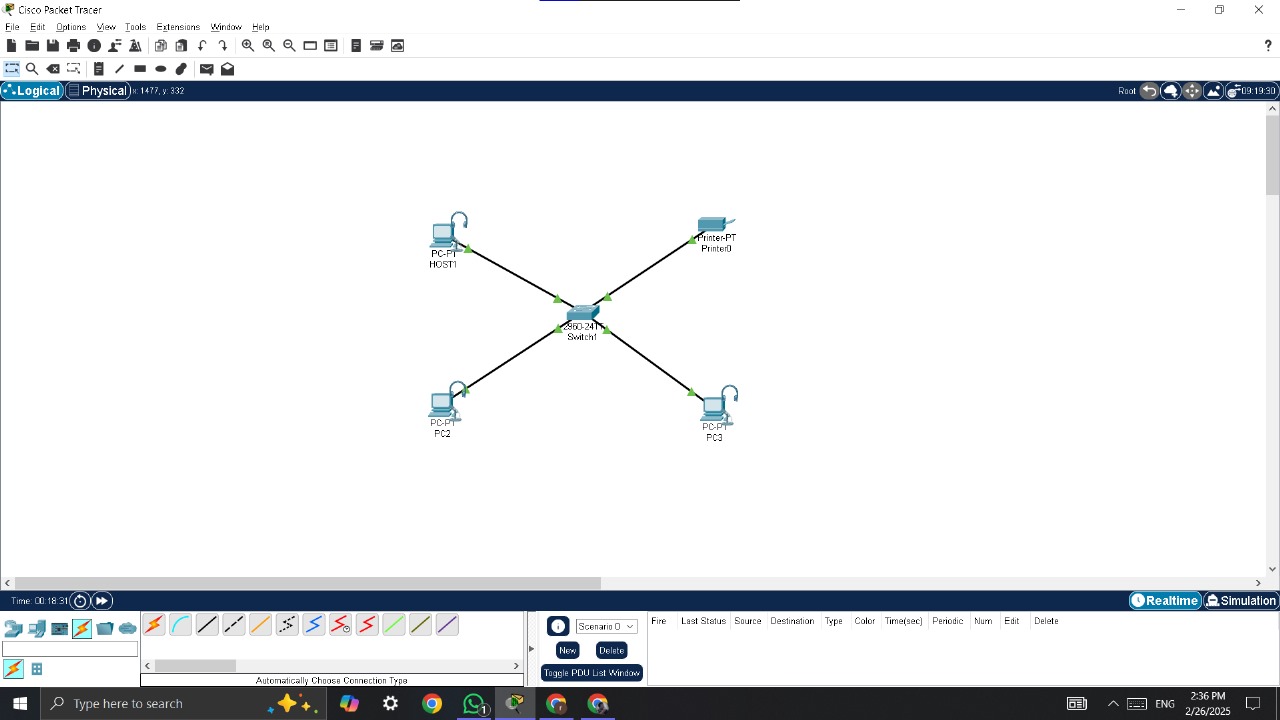 Cisco Packet Tracer
File Edit Options View Tools Extensions Window Help
?
Logical Physical x: 1477, y: 332 Root 09:19:30
PC-PT
HOST1
Printer-PT
Printer0
2960-24TT
Switch1
PC-PT
PC2
PC-PT
PC3
Time: 00:18:31 Realtime Simulation
Scenario 0
New Delete
Toggle PDU List Window
Fire Last Status Source Destination Type Color Time(sec) Periodic Num Edit Delete
Automatically Choose Connection Type
Type here to search
1
ENG
2:36 PM
2/26/2025